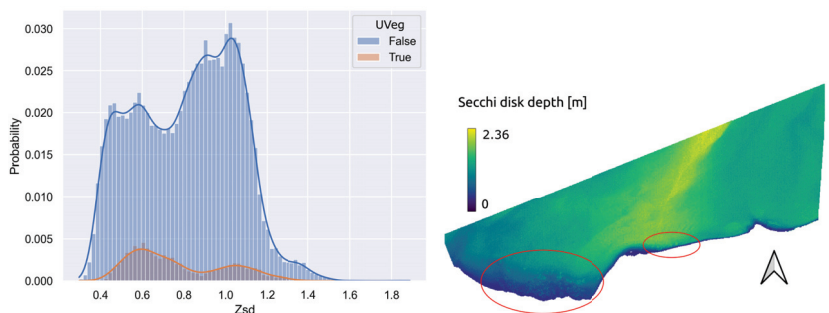 UVeg
False
True
0.030
0.025
0.020
0.015
0.010
0.005
0.000
Probability
0.4 0.6 0.8 1.0 1.2 1.4 1.6 1.8
Zsd
Secchi disk depth [m]
2.36
0